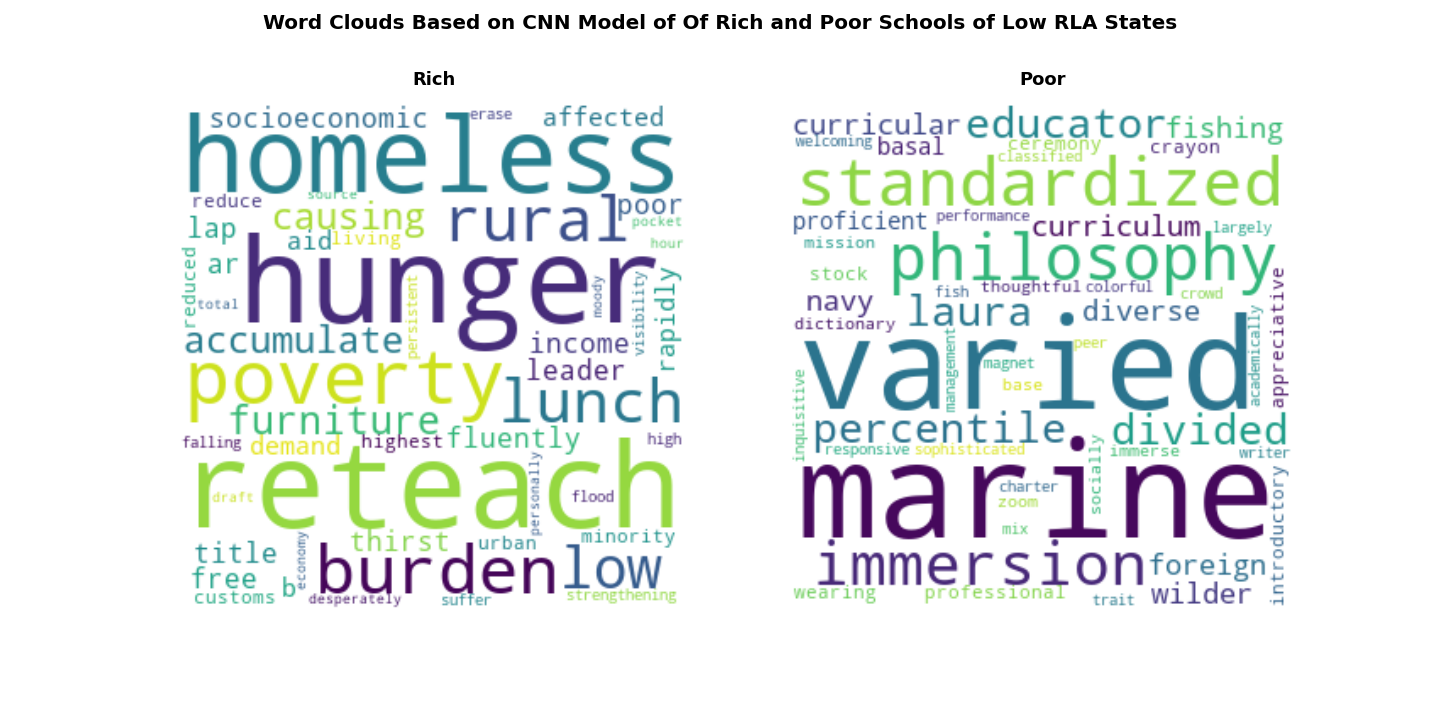 Word Clouds Based on CNN Model of Of Rich and Poor Schools of Low RLA States
Rich
socioeconomic erase affected
homeless
reduce source
causing rural poor
pocket
lap aid living hour
ar hunger
reduced total persistent moody visibility rapidly
accumulate income
leader
poverty lunch
furniture
falling demand highest fluently high
reteach
draft personally flood
thirst urban minority
title economy burden low
free
customs b desperately suffer strengthening
Poor
curricular educator fishing
welcoming basal ceremony crayon
classified
standardized
proficient performance curriculum largely
mission philosophy
stock thoughtful colorful
fish crowd appreciative
navy laura diverse
dictionary
varied
peer management magnet base academically
inquisitive percentile divided
responsive sophisticated immerse writer
socially
marine
charter
zoom introductory
mix
immersion foreign
wearing professional trait wilder